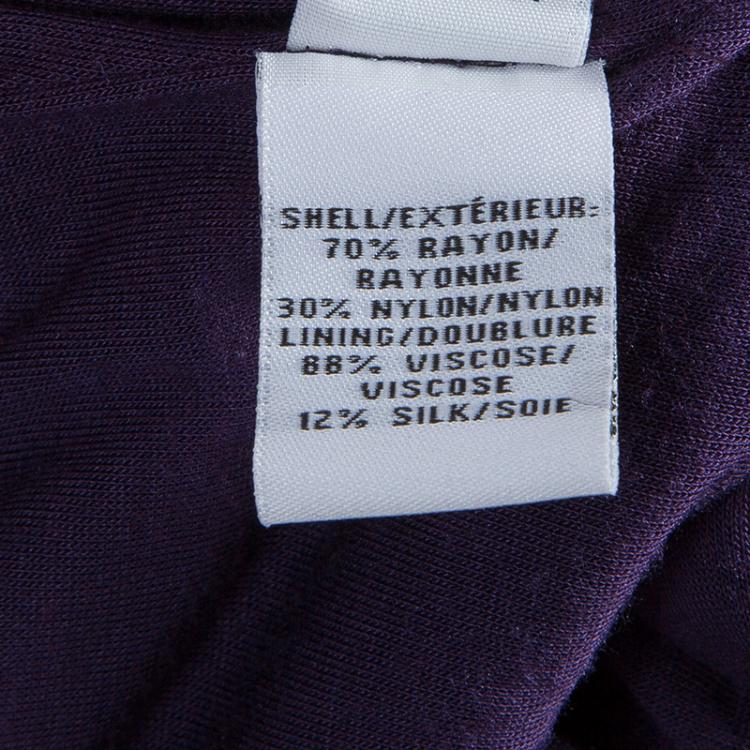 SHELL/EXTÉRIEUR:
70% RAYON/
RAYONNE
30% NYLON/NYLON
LINING/DOUBLURE
88% VISCOSE/
VISCOSE
12% SILK/SOIE